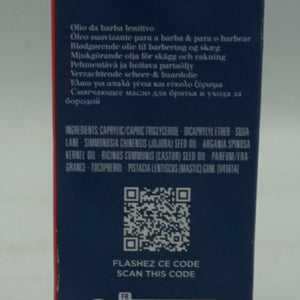 Olio da barba lenitivo
Óleo suavizante para a barba & para o barbear
Blødgørende olie til barbering og skæg
Mjukgörande olja för skägg och rakning
Pehmentävä ja hoitava partaöljy
Verzachtende scheer & baardolie
Έλαιο για απαλά γένια και εύκολο ξύρισμα
Смягчающее масло для бритья и ухода за
бородой
INGREDIENTS: CAPRYLIC/CAPRIC TRIGLYCERIDE · DICAPRYLYL ETHER · SQUA-
LANE · SIMMONDSIA CHINENSIS (JOJOBA) SEED OIL · ARGANIA SPINOSA
KERNEL OIL · RICINUS COMMUNIS (CASTOR) SEED OIL · PARFUM/FRA-
GRANCE · TOCOPHEROL · PISTACIA LENTISCUS (MASTIC) GUM
FLASHEZ CE CODE
SCAN THIS CODE
FR